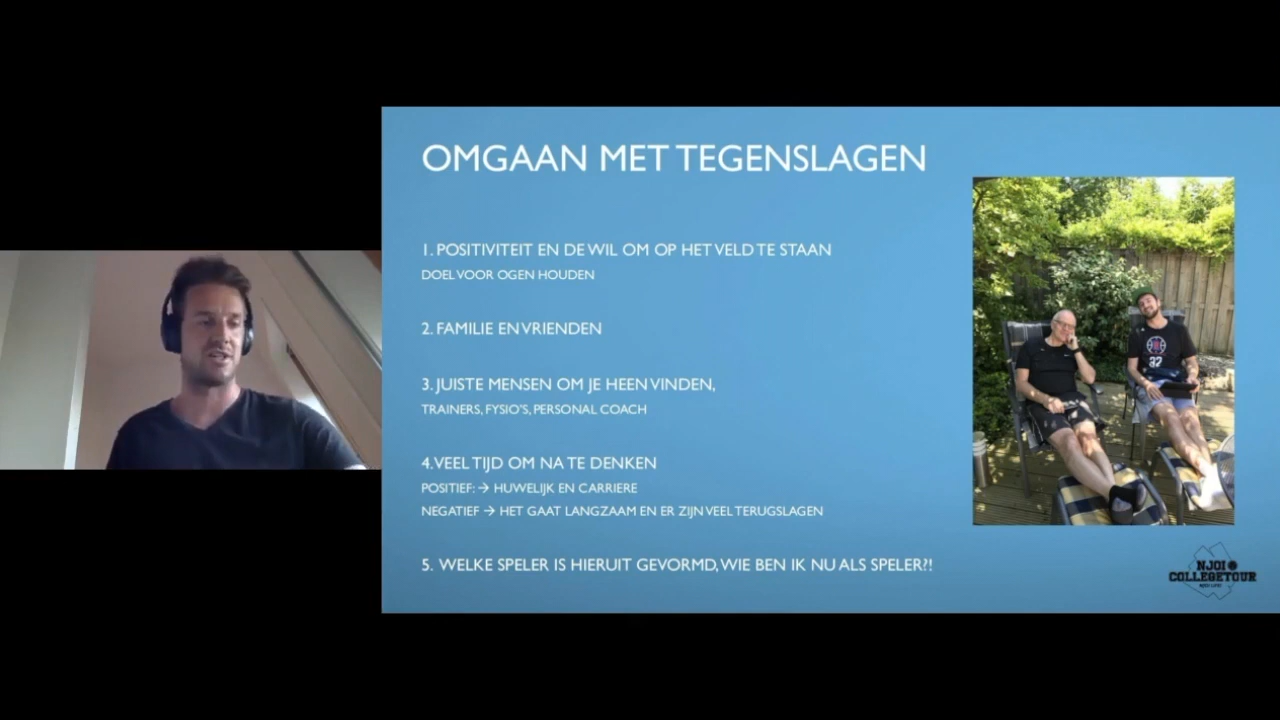 OMGAAN MET TEGENSLAGEN
1. POSITIVITEIT EN DE WIL OM OP HET VELD TE STAAN
DOEL VOOR OGEN HOUDEN
2. FAMILIE EN VRIENDEN
3. JUISTE MENSEN OM JE HEEN VINDEN,
TRAINERS, FYSIO'S, PERSONAL COACH
4. VEEL TIJD OM NA TE DENKEN
POSITIEF: → HUWELIJK EN CARRIERE
NEGATIEF → HET GAAT LANGZAAM EN ER ZIJN VEEL TERUGSLAGEN
5. WELKE SPELER IS HIERUIT GEVORMD, WIE BEN IK NU ALS SPELER?!
NJOI
COLLEGETOUR